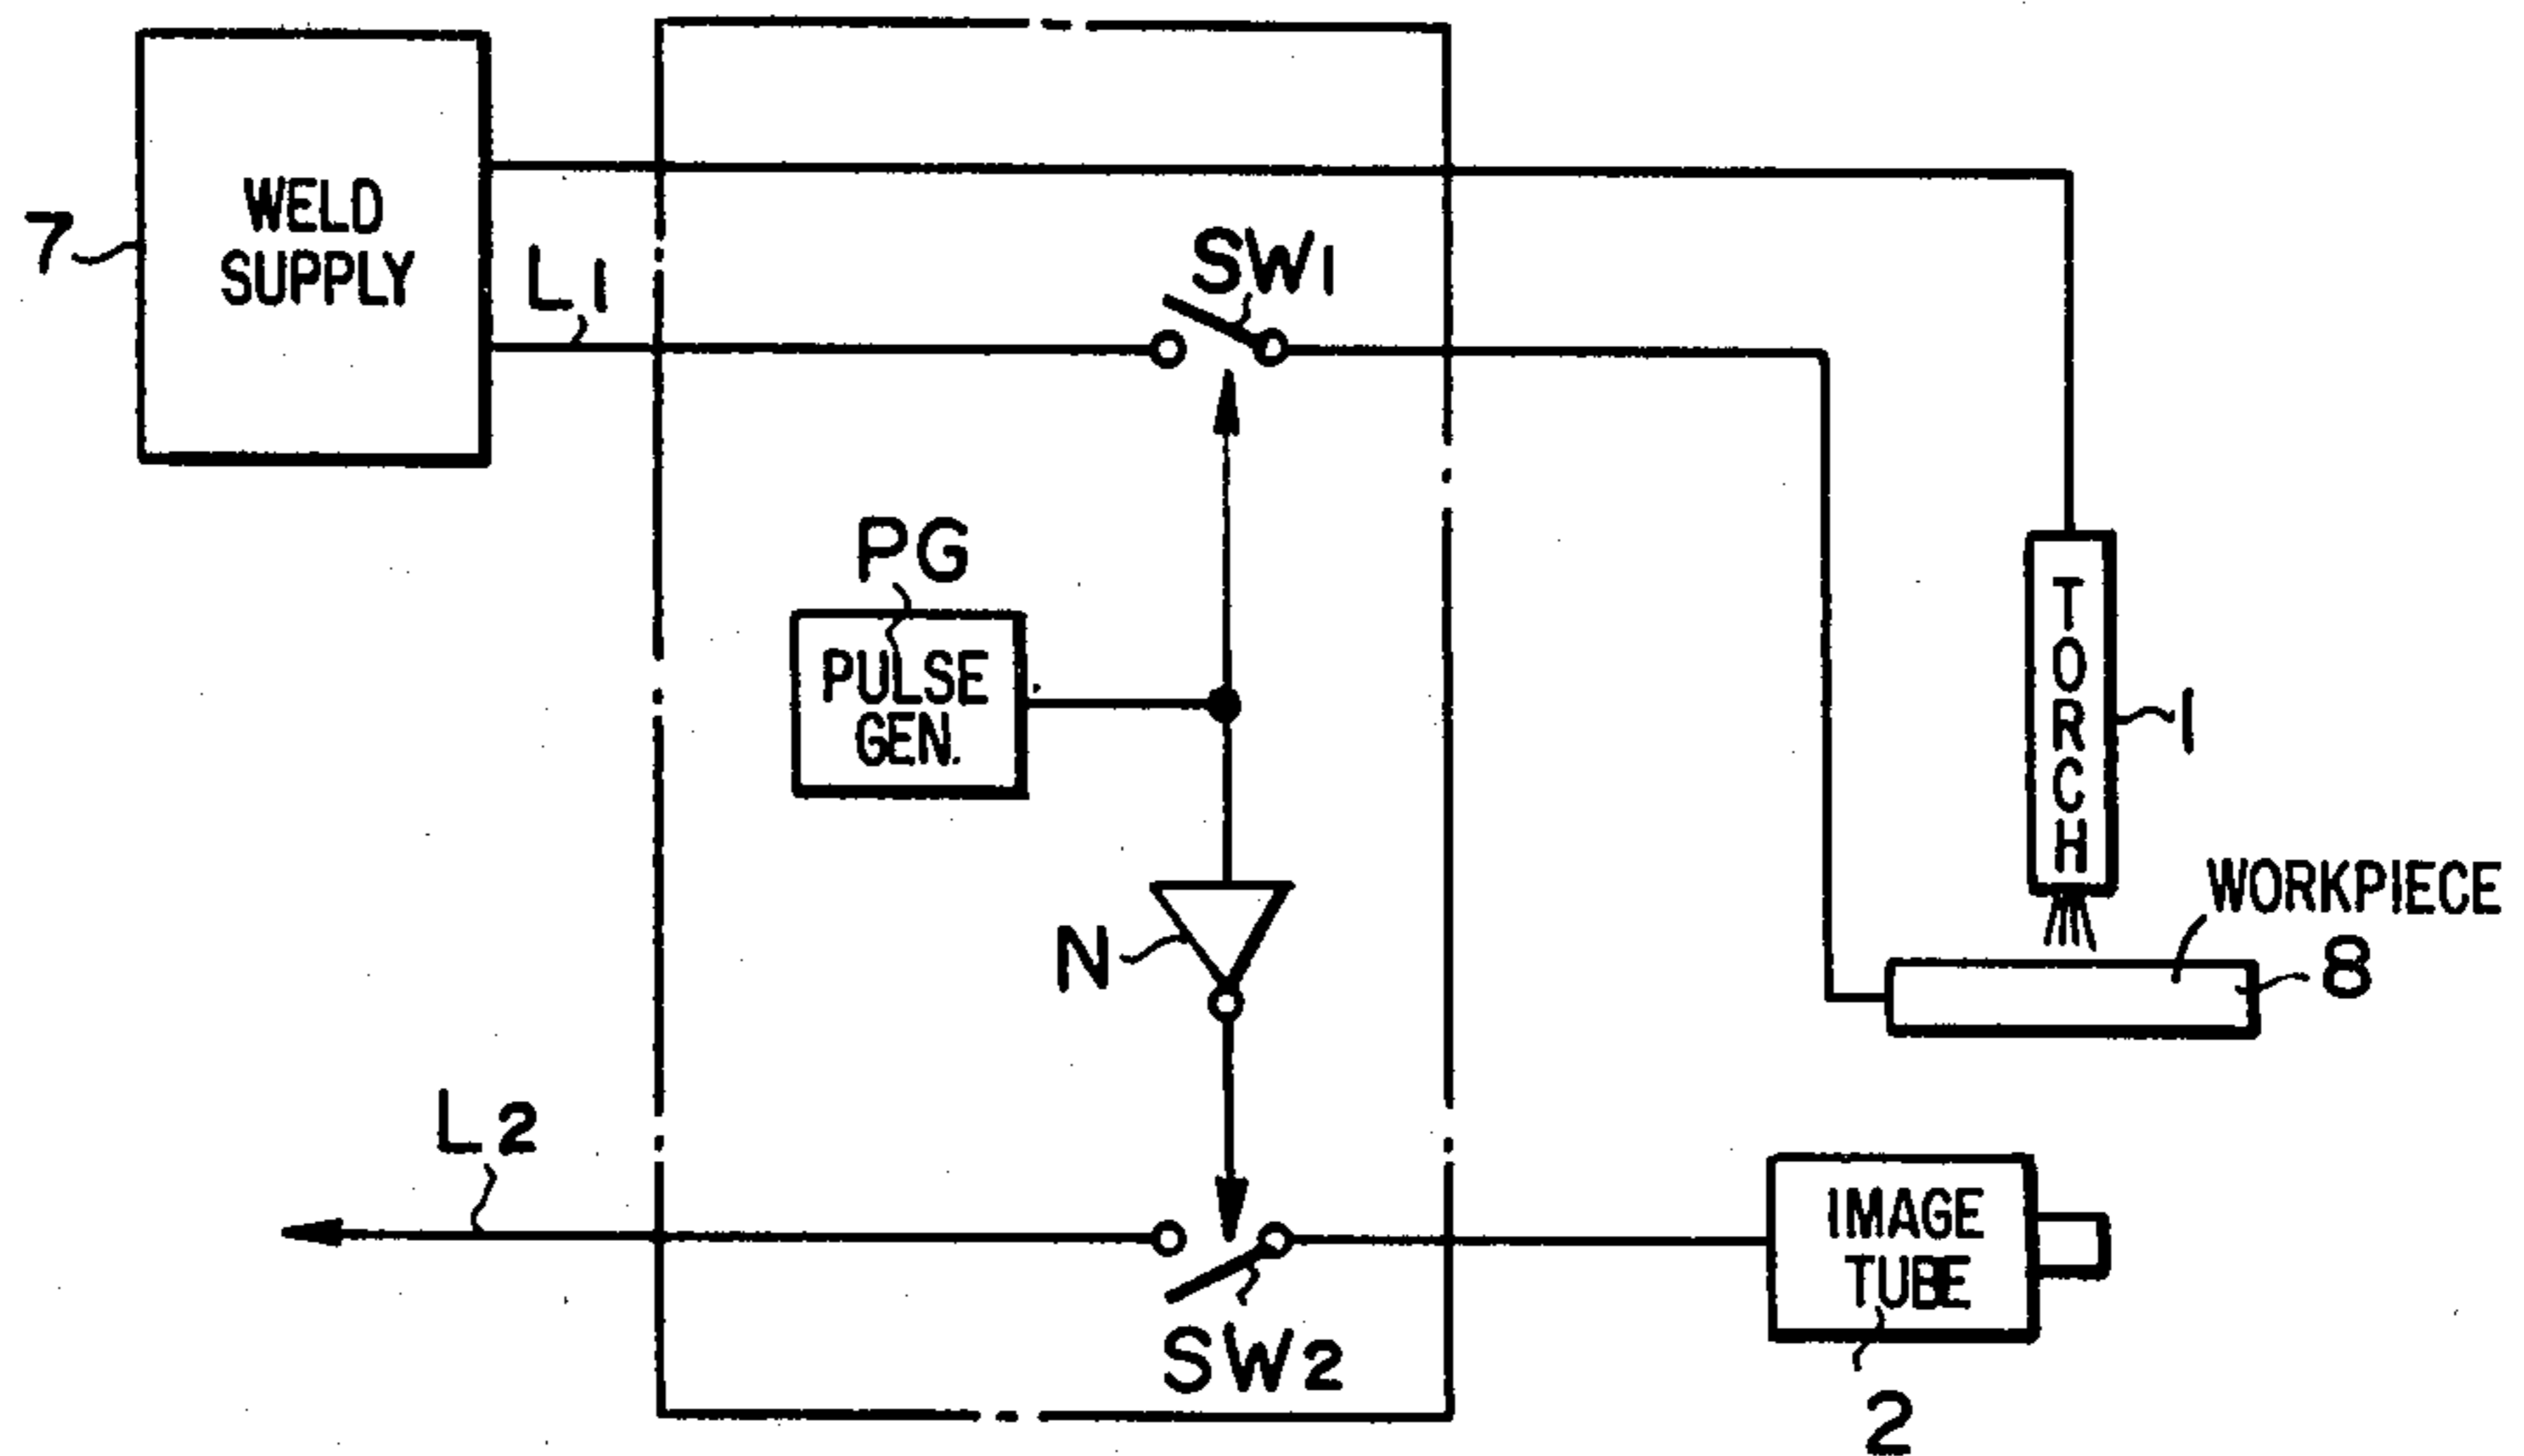 WELD
SUPPLY
7
L1
SW1
PG
PULSE
GEN.
TORCH
1
N
WORKPIECE
8
L2
IMAGE
TUBE
SW2
2